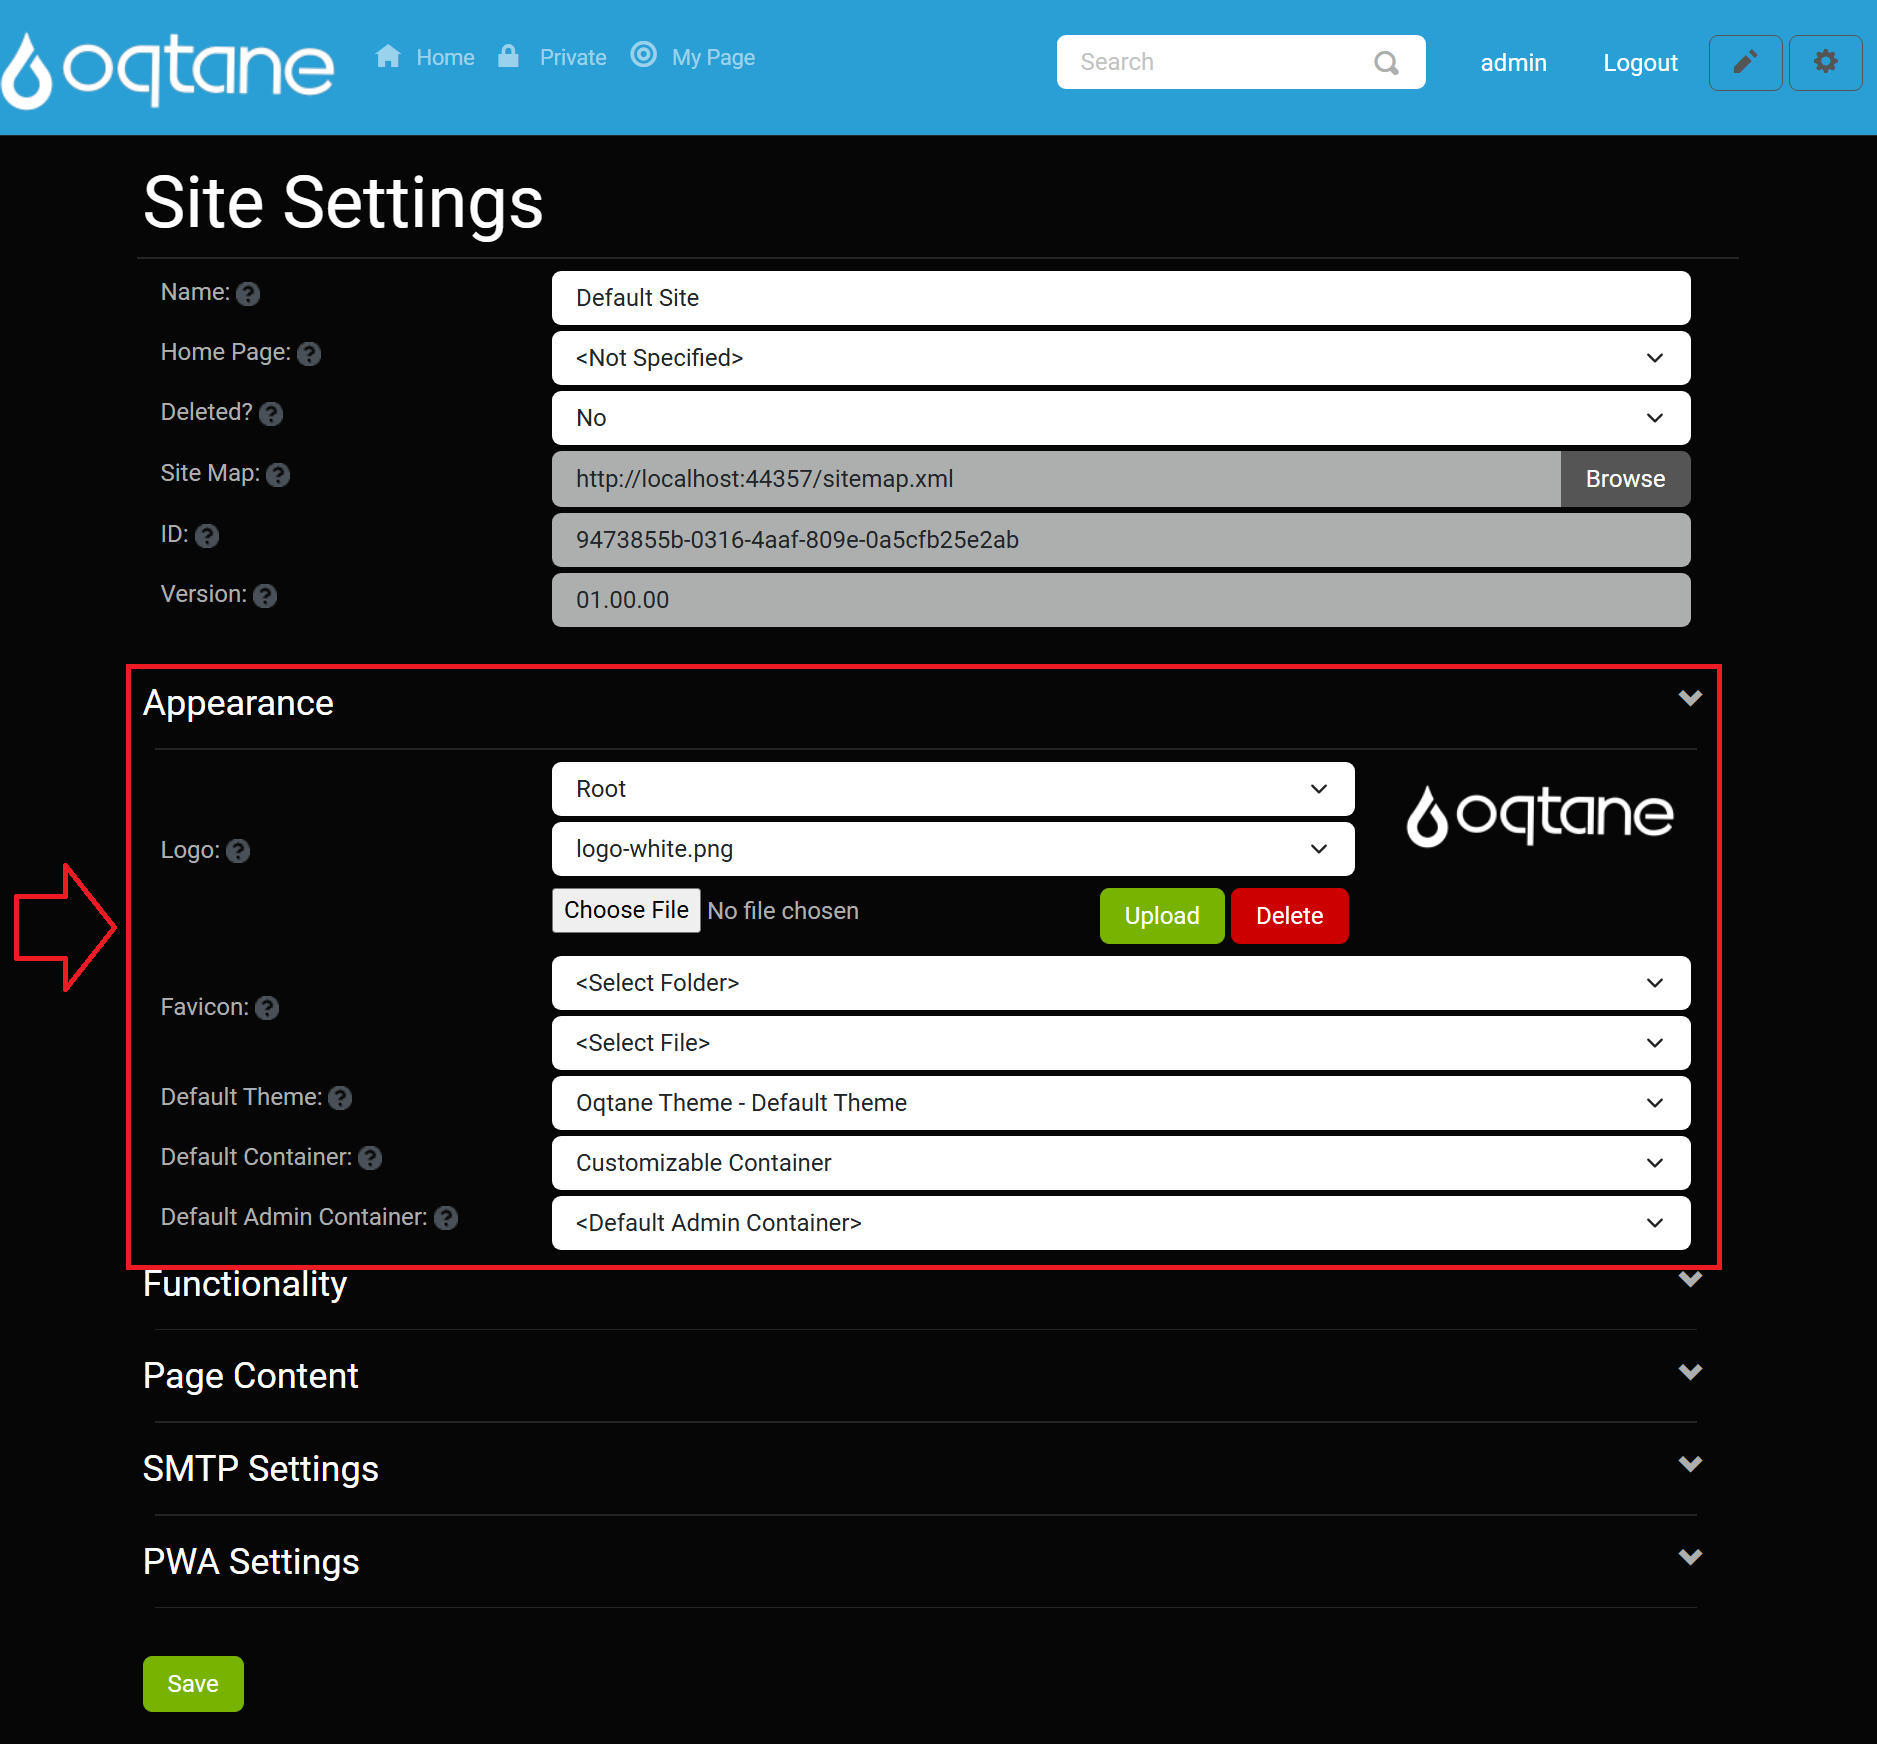 oqtane
Home Private My Page
Search
admin Logout
Site Settings
Name: ?
Default Site
Home Page: ?
<Not Specified>
Deleted? ?
No
Site Map: ?
http://localhost:44357/sitemap.xml Browse
ID: ?
9473855b-0316-4aaf-809e-0a5cfb25e2ab
Version: ?
01.00.00
Appearance
Logo: ?
Root
logo-white.png
oqtane
Choose File No file chosen Upload Delete
Favicon: ?
<Select Folder>
<Select File>
Default Theme: ?
Oqtane Theme - Default Theme
Default Container: ?
Customizable Container
Default Admin Container: ?
<Default Admin Container>
Functionality
Page Content
SMTP Settings
PWA Settings
Save